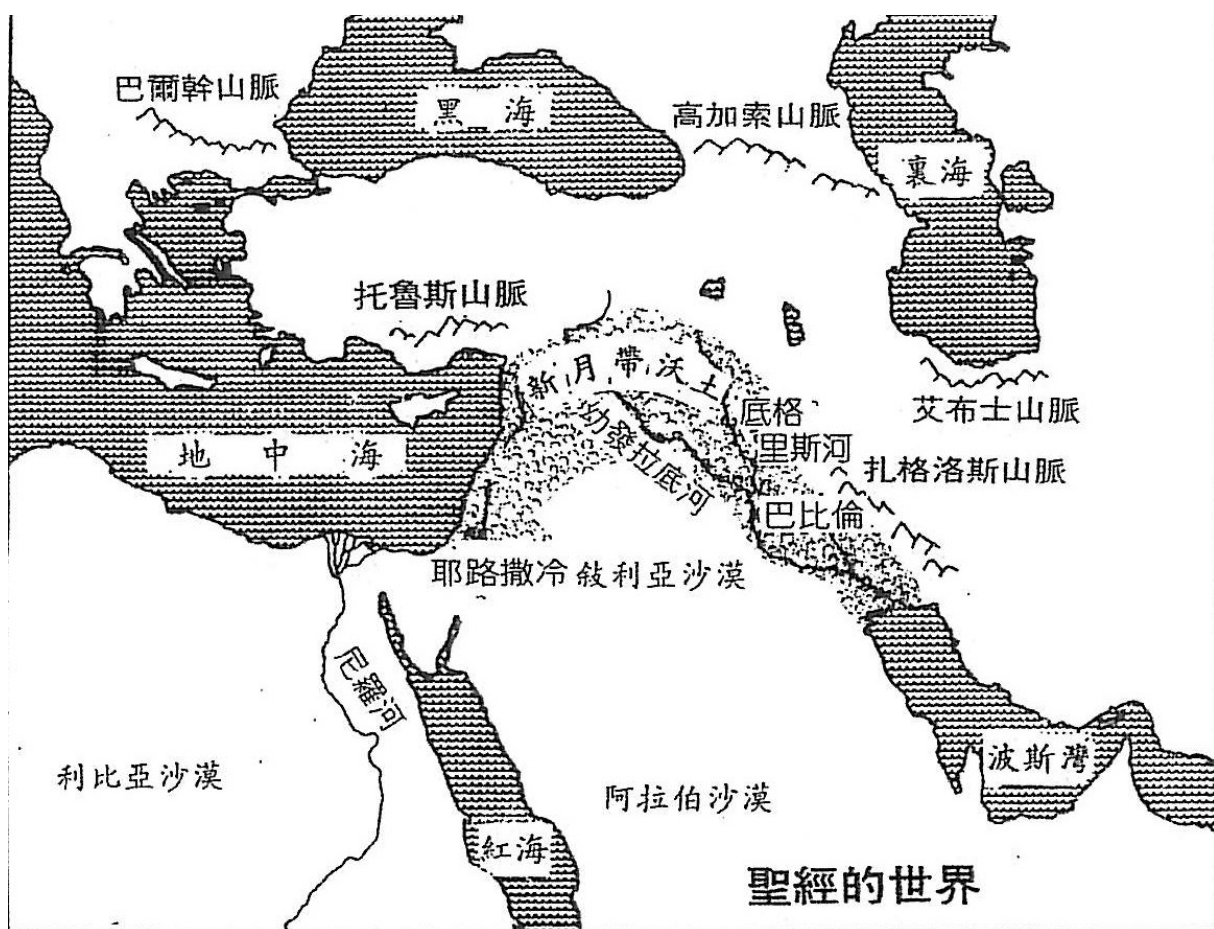 巴爾幹山脈
黑海
高加索山脈
裏海
托魯斯山脈
新月帶沃土
底格
里斯河
艾布士山脈
地中海
幼發拉底河
扎格洛斯山脈
巴比倫
耶路撒冷
敍利亞沙漠
尼羅河
波斯灣
利比亞沙漠
阿拉伯沙漠
紅海
聖經的世界